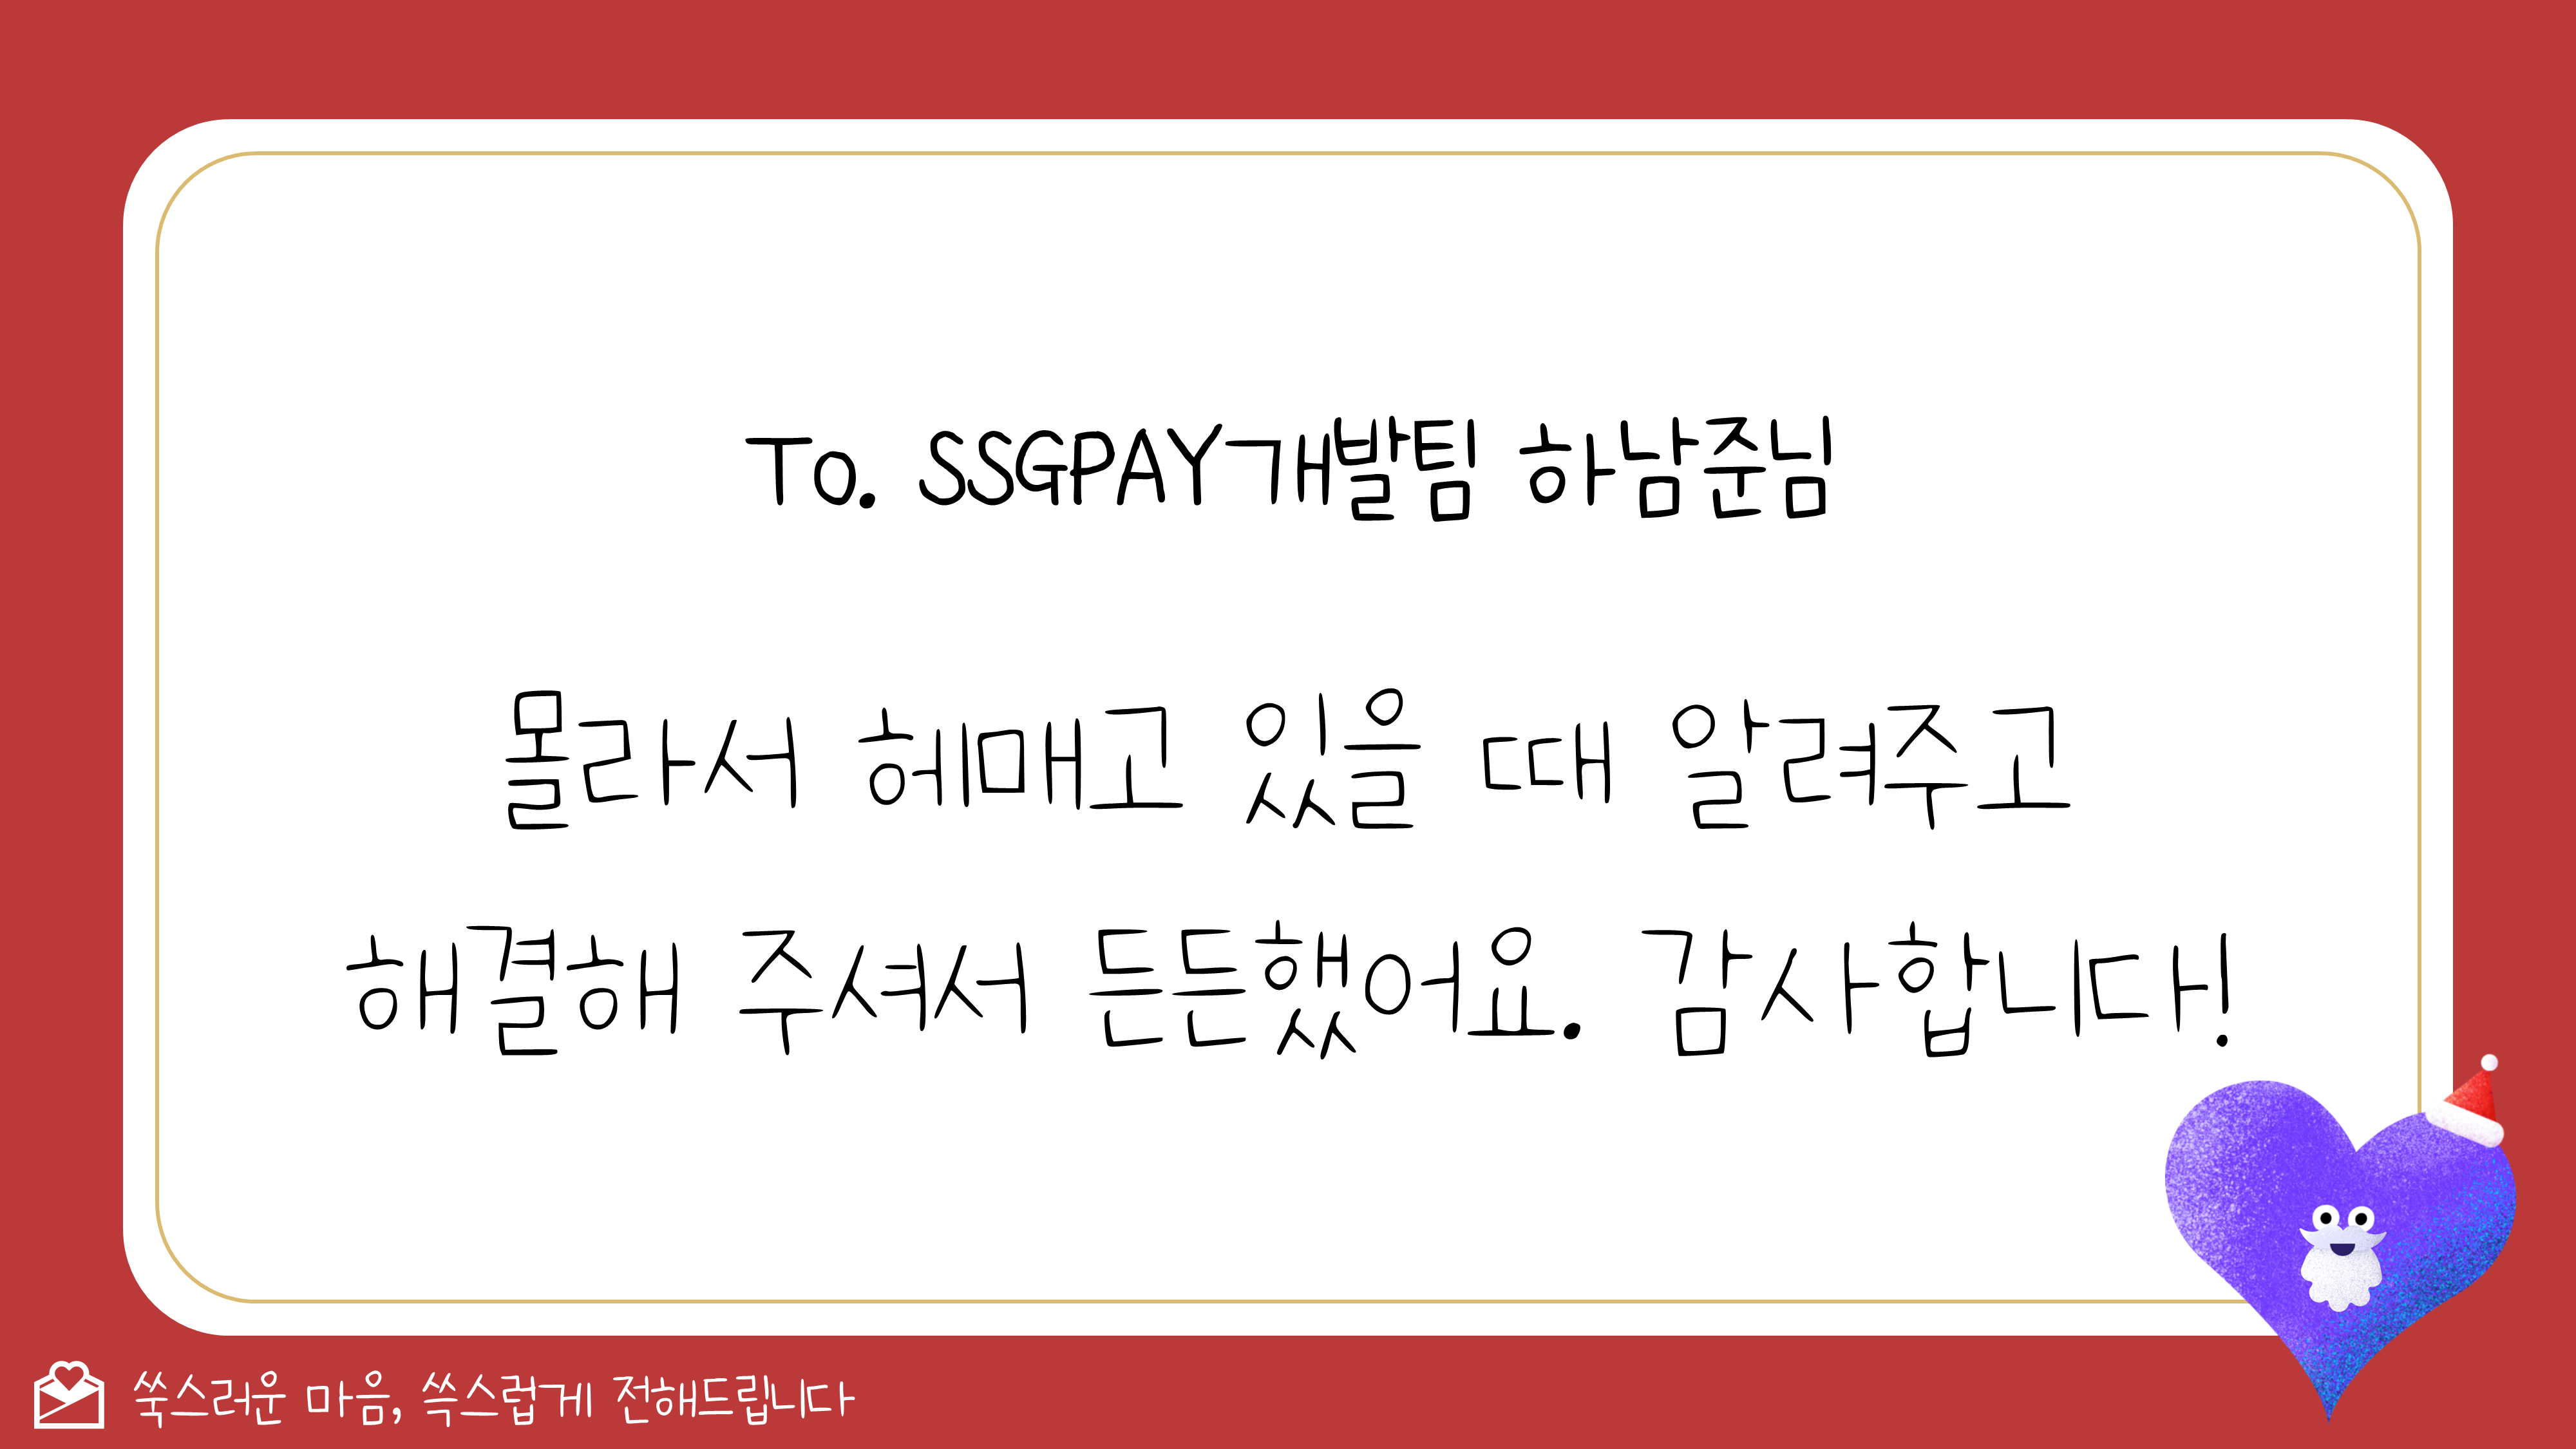 To. SSGPAY개발팀 하남준님
몰라서 헤매고 있을 때 알려주고
해결해 주셔서 든든했어요. 감사합니다!
쑥스러운 마음, 쓱스럽게 전해드립니다